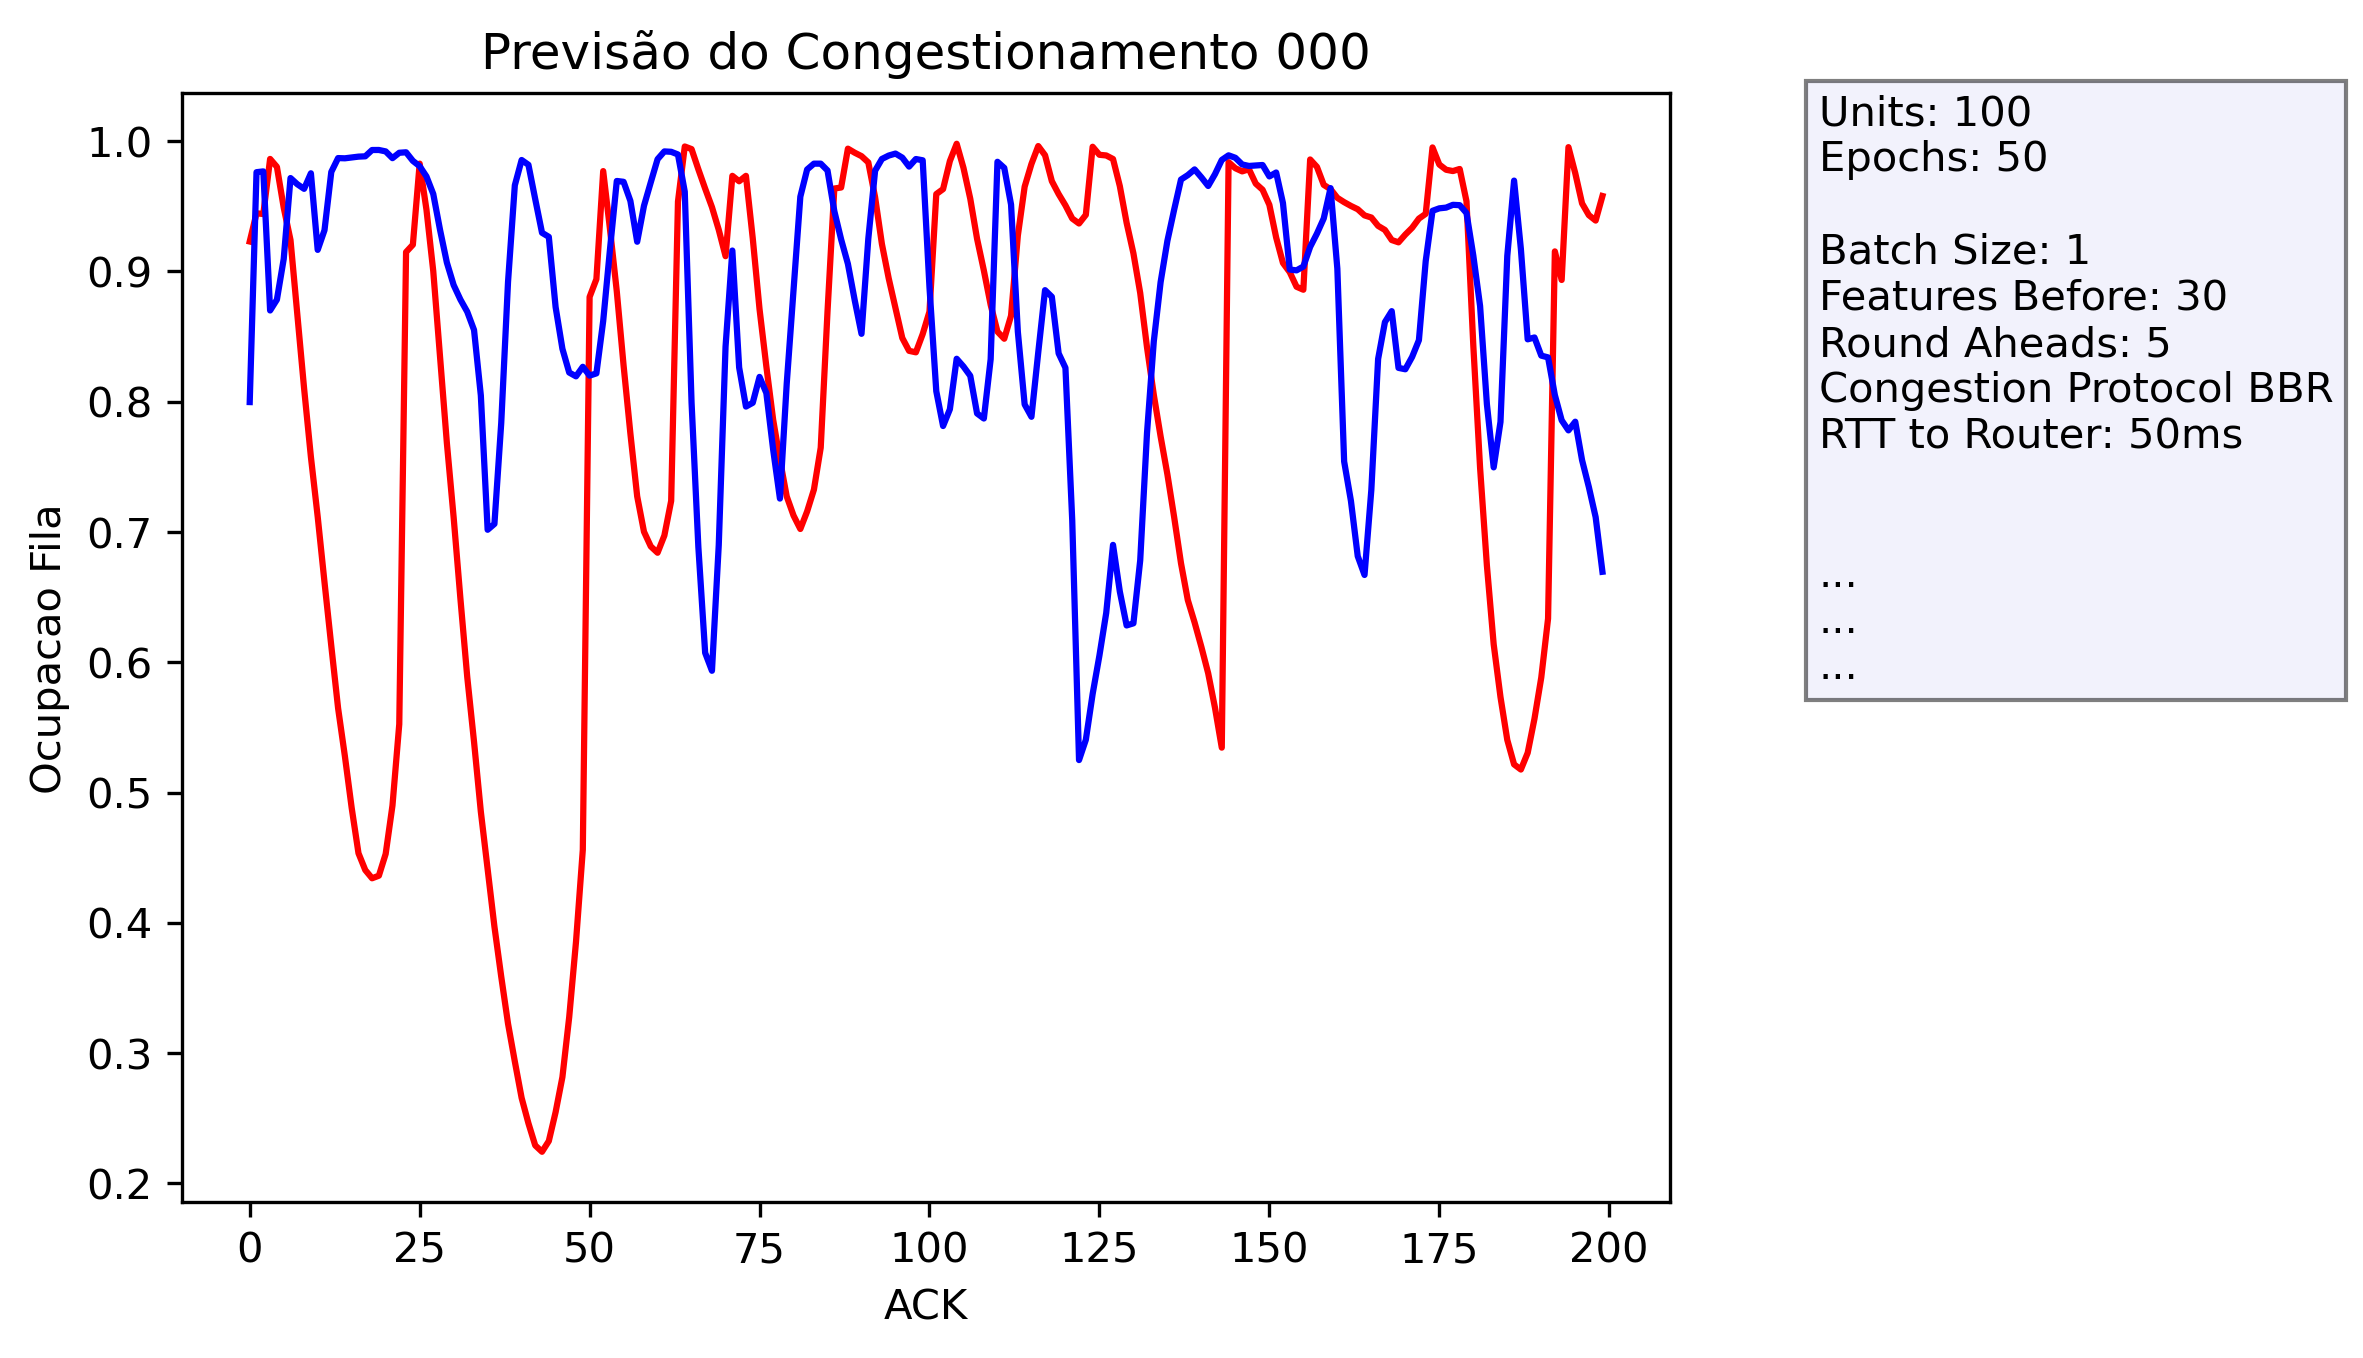 Previsão do Congestionamento 000
Units: 100
Epochs: 50
Batch Size: 1
Features Before: 30
Round Aheads: 5
Congestion Protocol BBR
RTT to Router: 50ms
...
...
...
Ocupacao Fila
1.0
0.9
0.8
0.7
0.6
0.5
0.4
0.3
0.2
0 25 50 75 100 125 150 175 200
ACK